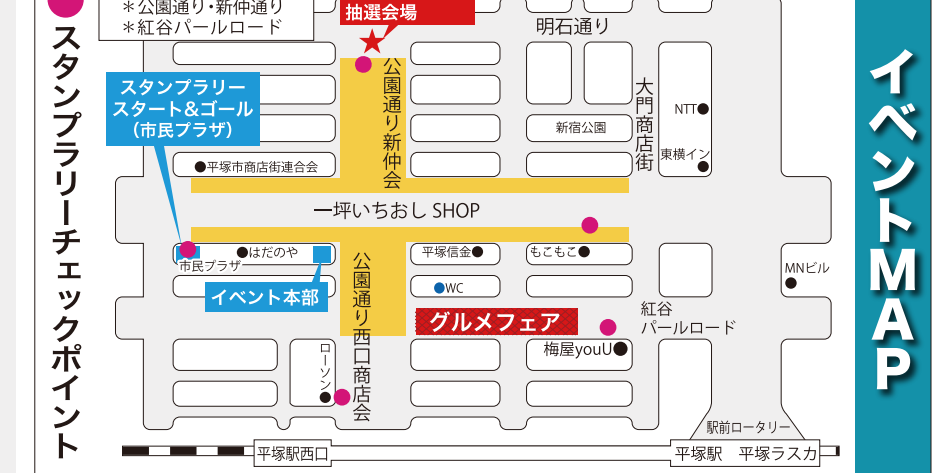 ＊公園通り・新仲通り
＊紅谷パールロード
抽選会場
明石通り
スタンプラリーチェックポイント
スタンプラリー
スタート&ゴール
（市民プラザ）
公園通り新仲会
大門商店街
NTT
新宿公園
東横イン
平塚市商店街連合会
一坪いちおし SHOP
はだのや
市民プラザ
イベント本部
公園通り西口商店会
平塚信金
もこもこ
WC
グルメフェア
紅谷
パールロード
MNビル
ローソン
梅屋youU
駅前ロータリー
平塚駅西口
平塚駅 平塚ラスカ
イベントMAP